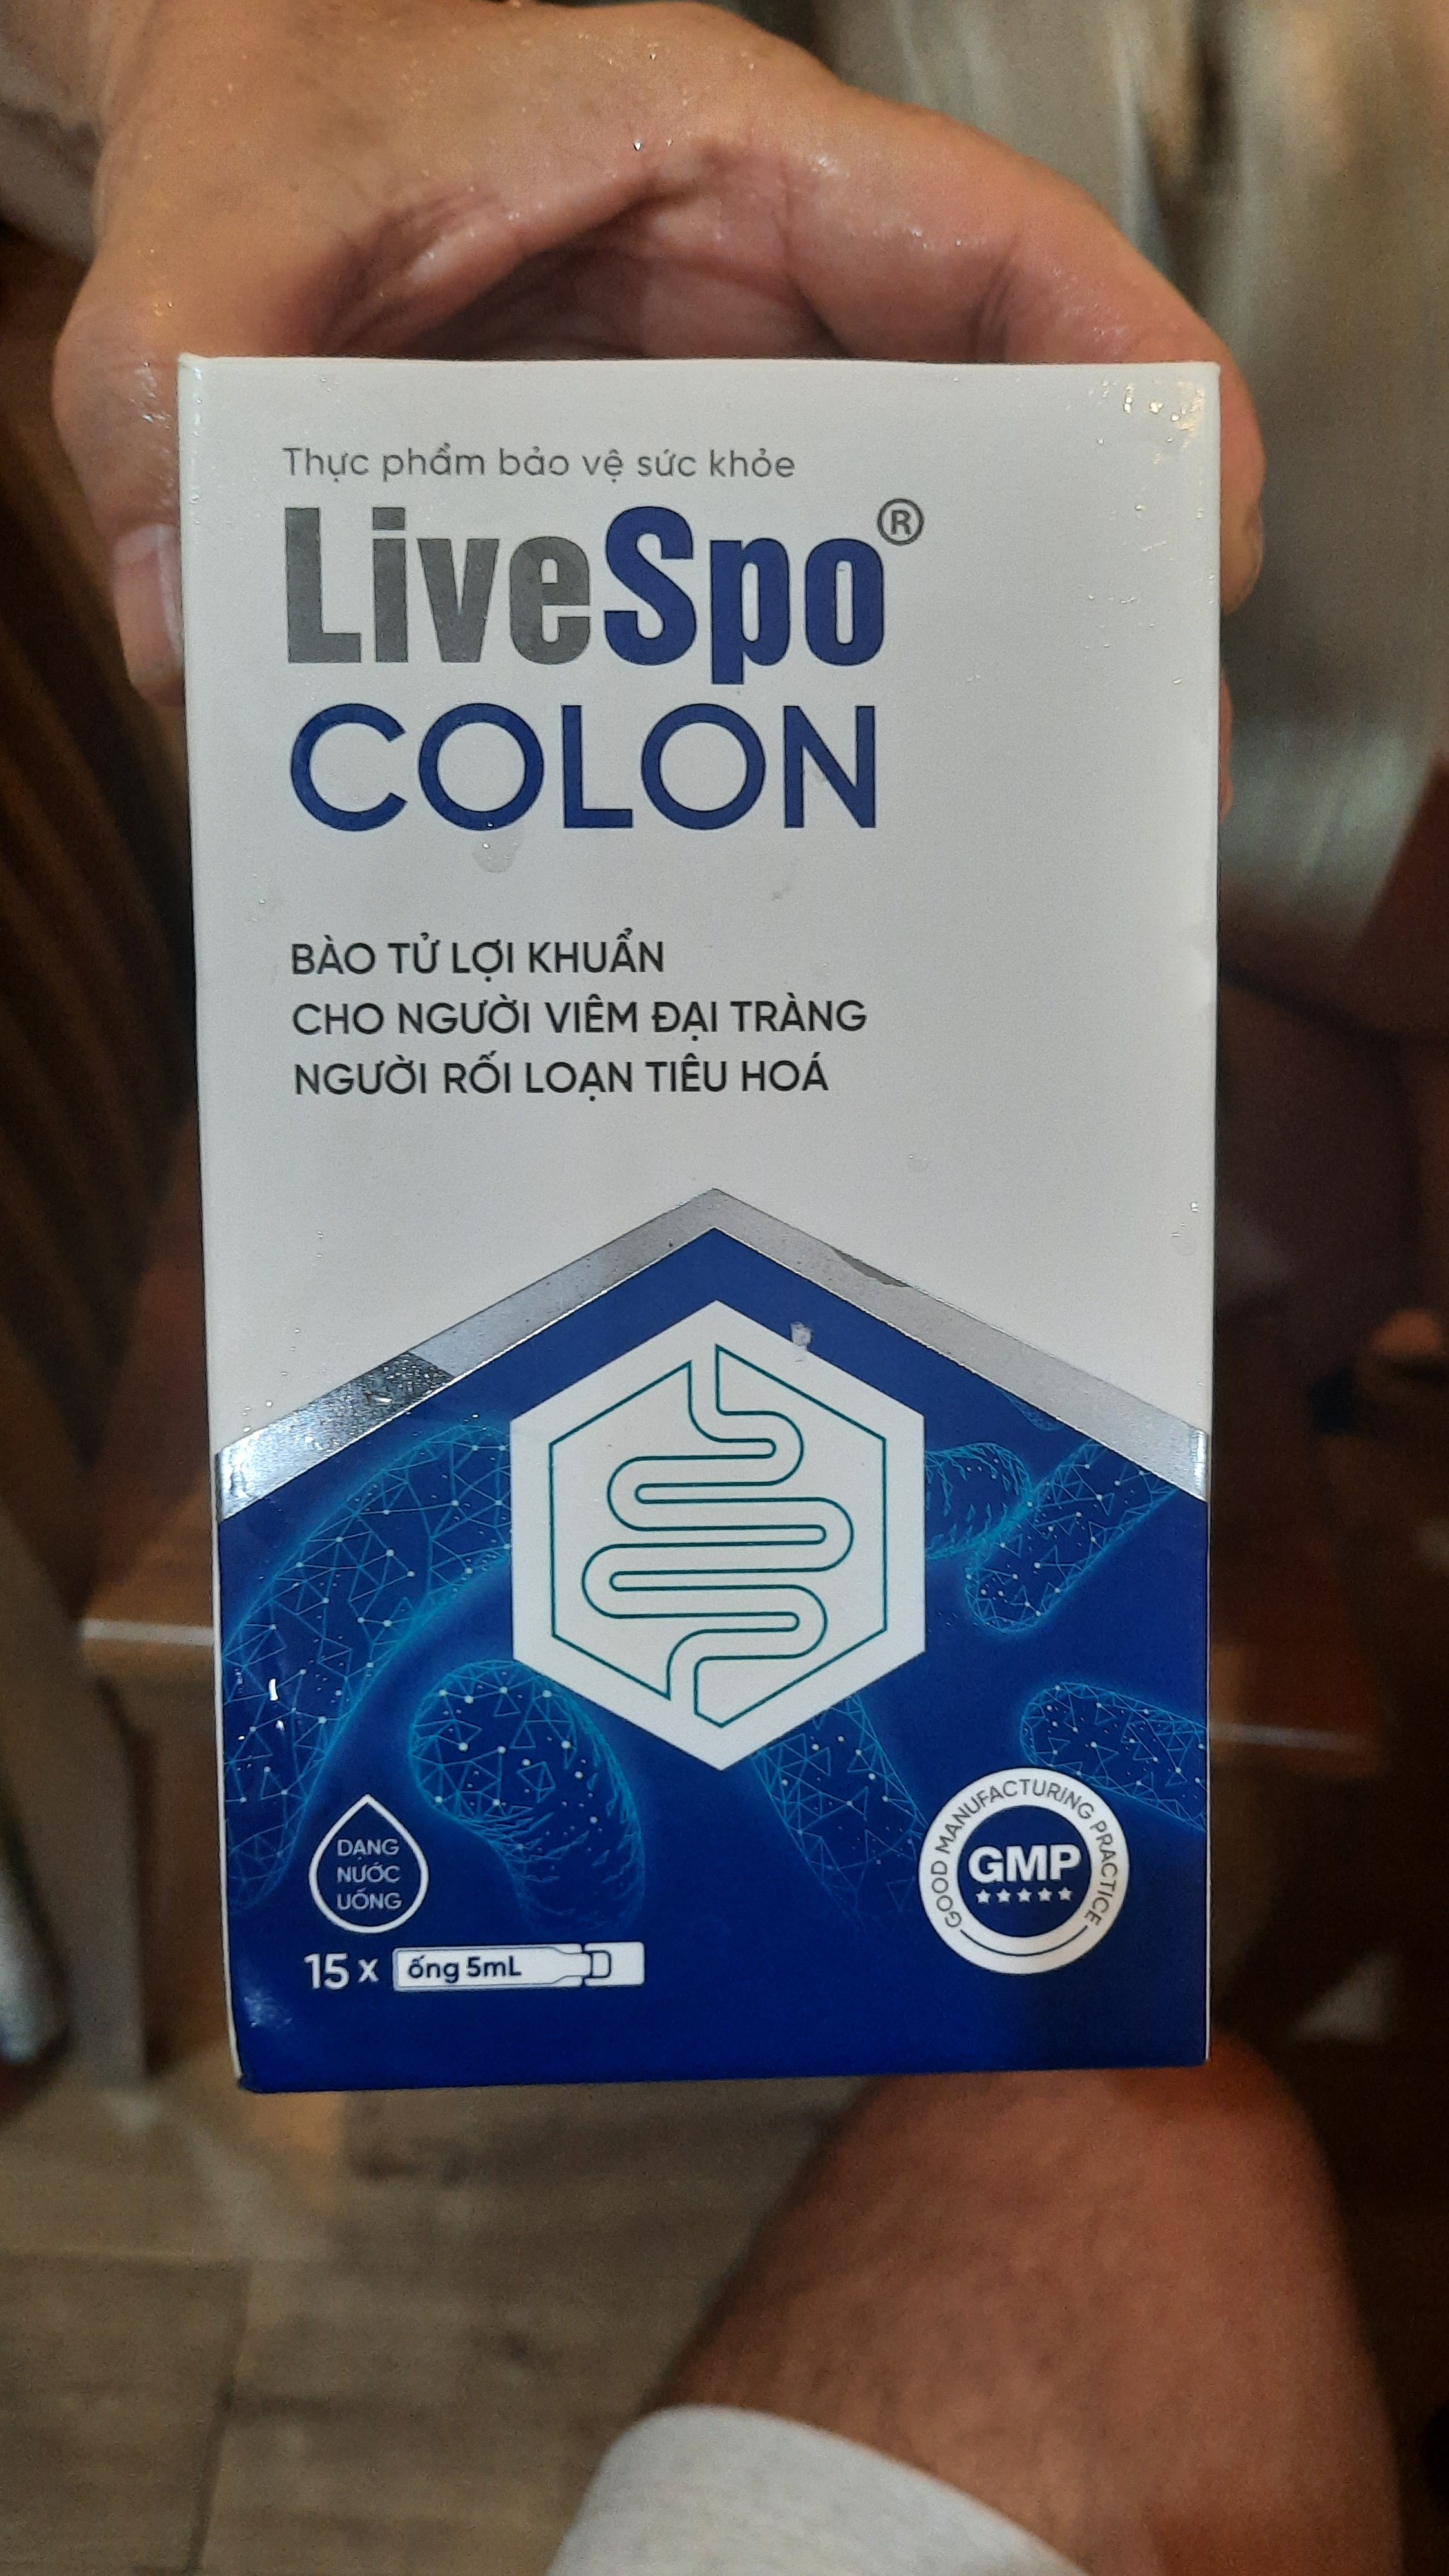 Thực phẩm bảo vệ sức khỏe
LiveSpo®
COLON
BÀO TỬ LỢI KHUẨN
CHO NGƯỜI VIÊM ĐẠI TRÀNG
NGƯỜI RỐI LOẠN TIÊU HOÁ
DẠNG
NƯỚC
UỐNG
15 x ống 5mL
GOOD MANUFACTURING PRACTICE
GMP